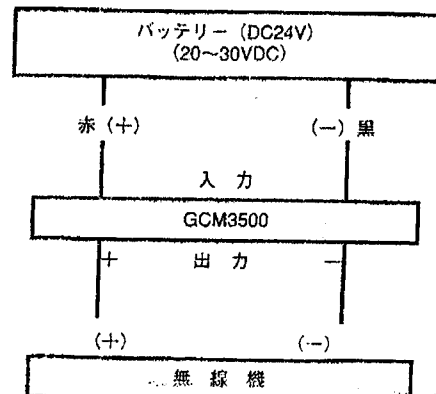 バッテリー (DC24V)
(20〜30VDC)
赤 (+) (−) 黒
入 力
GCM3500
+ 出 力 −
(+) (−)
無 線 機